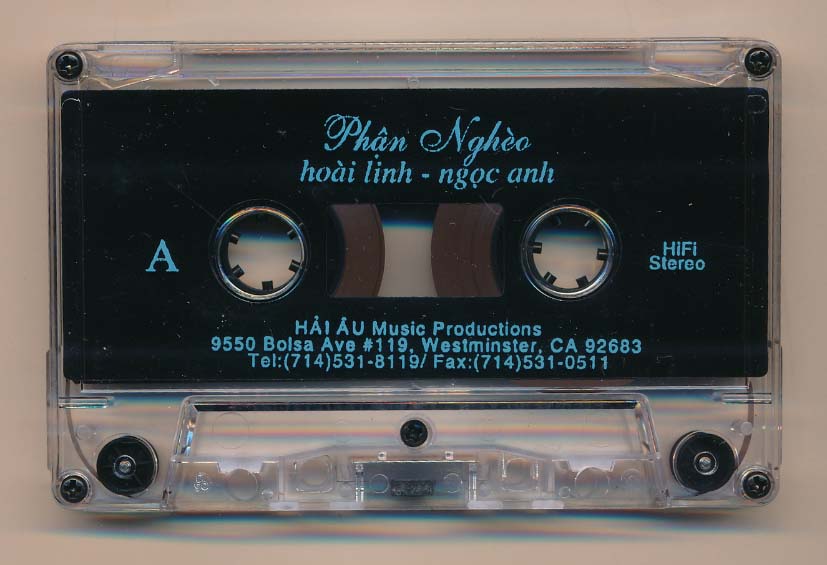 Phận Nghèo
hoài linh - ngọc anh
A
HiFi
Stereo
HẢI ÂU Music Productions
9550 Bolsa Ave #119, Westminster, CA 92683
Tel:(714)531-8119/ Fax:(714)531-0511